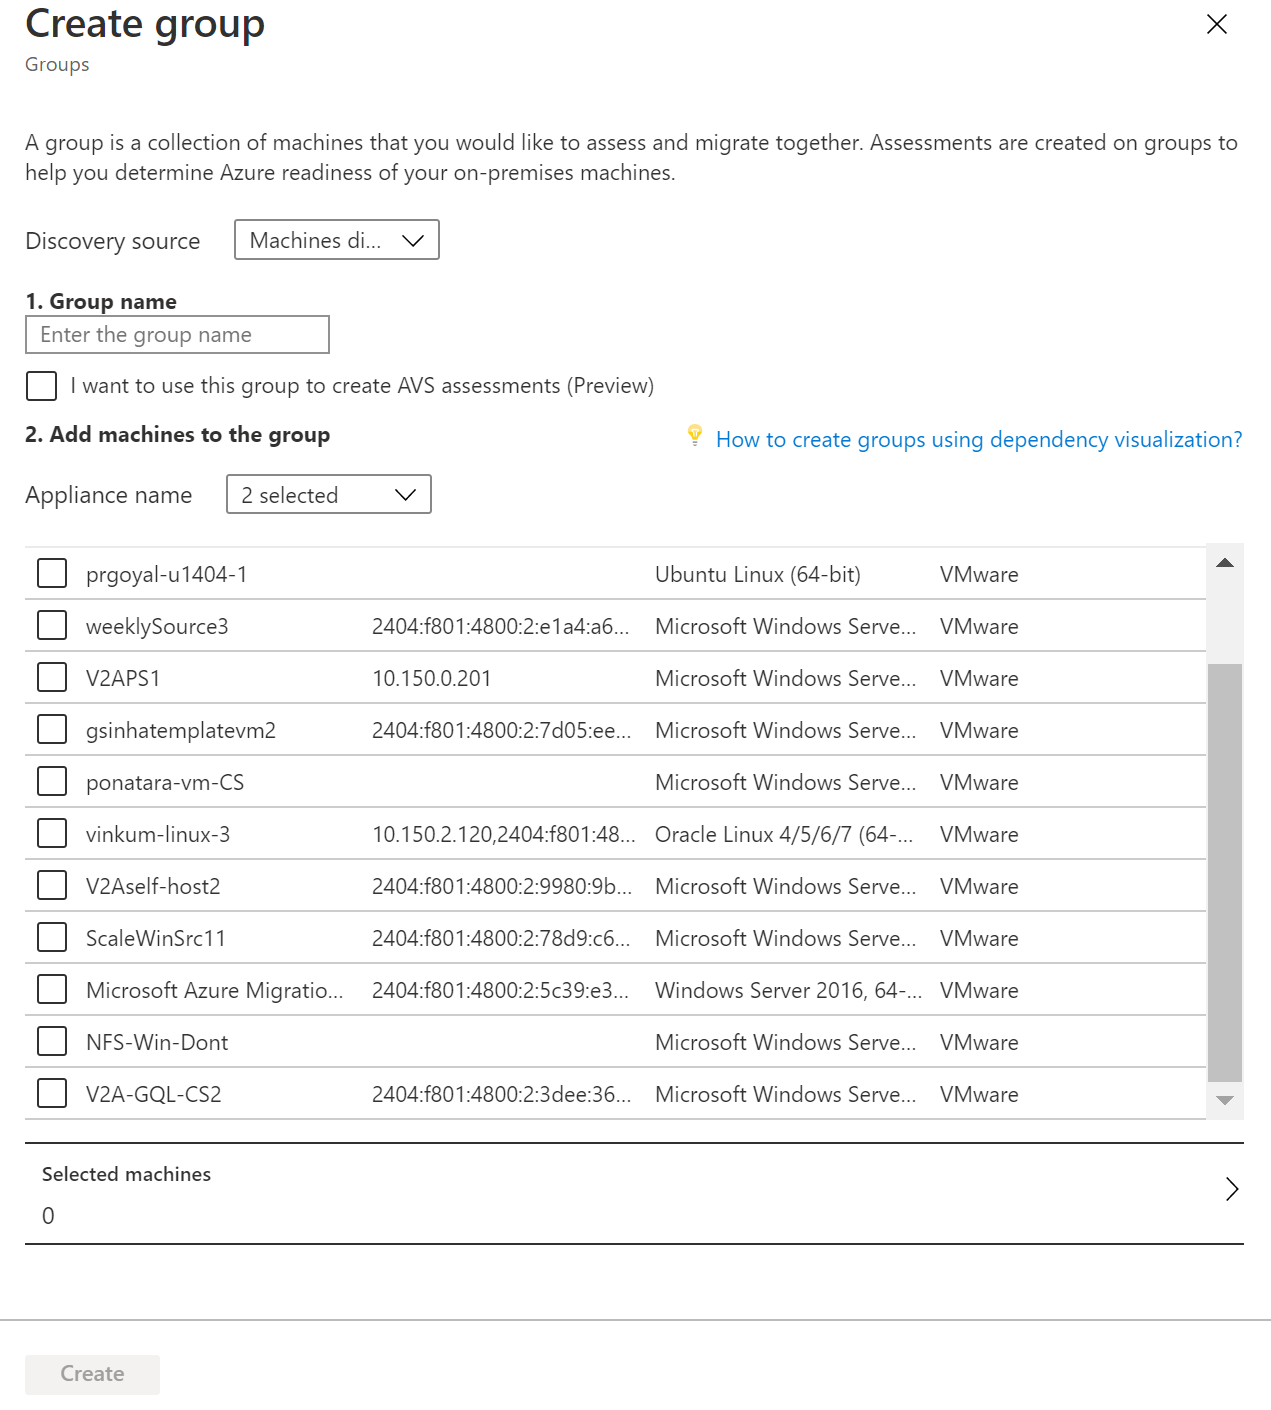 Create group
Groups
A group is a collection of machines that you would like to assess and migrate together. Assessments are created on groups to
help you determine Azure readiness of your on-premises machines.
Discovery source Machines di...
1. Group name
Enter the group name
I want to use this group to create AVS assessments (Preview)
2. Add machines to the group How to create groups using dependency visualization?
Appliance name 2 selected
prgoyal-u1404-1 Ubuntu Linux (64-bit) VMware
weeklySource3 2404:f801:4800:2:e1a4:a6... Microsoft Windows Serve... VMware
V2APS1 10.150.0.201 Microsoft Windows Serve... VMware
gsinhatemplatevm2 2404:f801:4800:2:7d05:ee... Microsoft Windows Serve... VMware
ponatara-vm-CS Microsoft Windows Serve... VMware
vinkum-linux-3 10.150.2.120,2404:f801:48... Oracle Linux 4/5/6/7 (64-... VMware
V2Aself-host2 2404:f801:4800:2:9980:9b... Microsoft Windows Serve... VMware
ScaleWinSrc11 2404:f801:4800:2:78d9:c6... Microsoft Windows Serve... VMware
Microsoft Azure Migratio... 2404:f801:4800:2:5c39:e3... Windows Server 2016, 64-... VMware
NFS-Win-Dont Microsoft Windows Serve... VMware
V2A-GQL-CS2 2404:f801:4800:2:3dee:36... Microsoft Windows Serve... VMware
Selected machines
0
Create